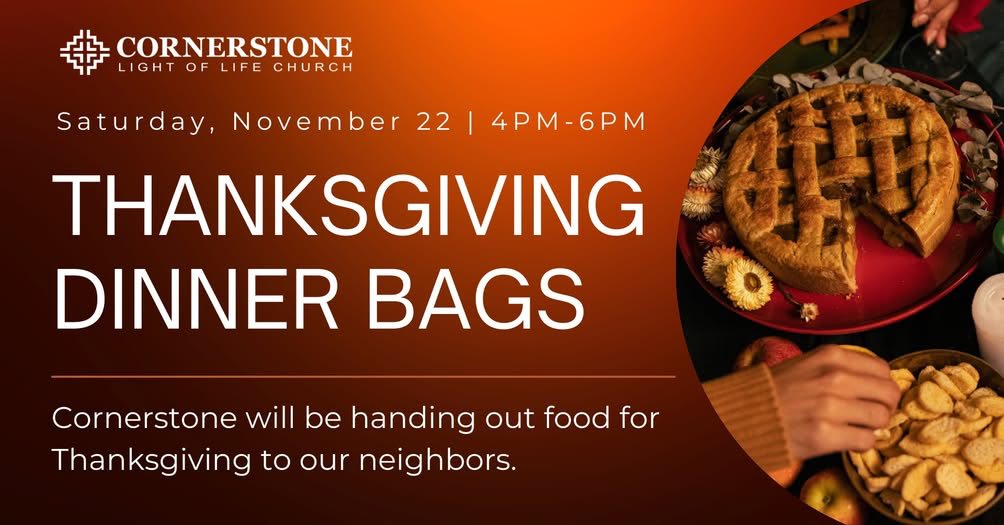 CORNERSTONE
LIGHT OF LIFE CHURCH
Saturday, November 22 | 4PM-6PM
THANKSGIVING
DINNER BAGS
Cornerstone will be handing out food for
Thanksgiving to our neighbors.